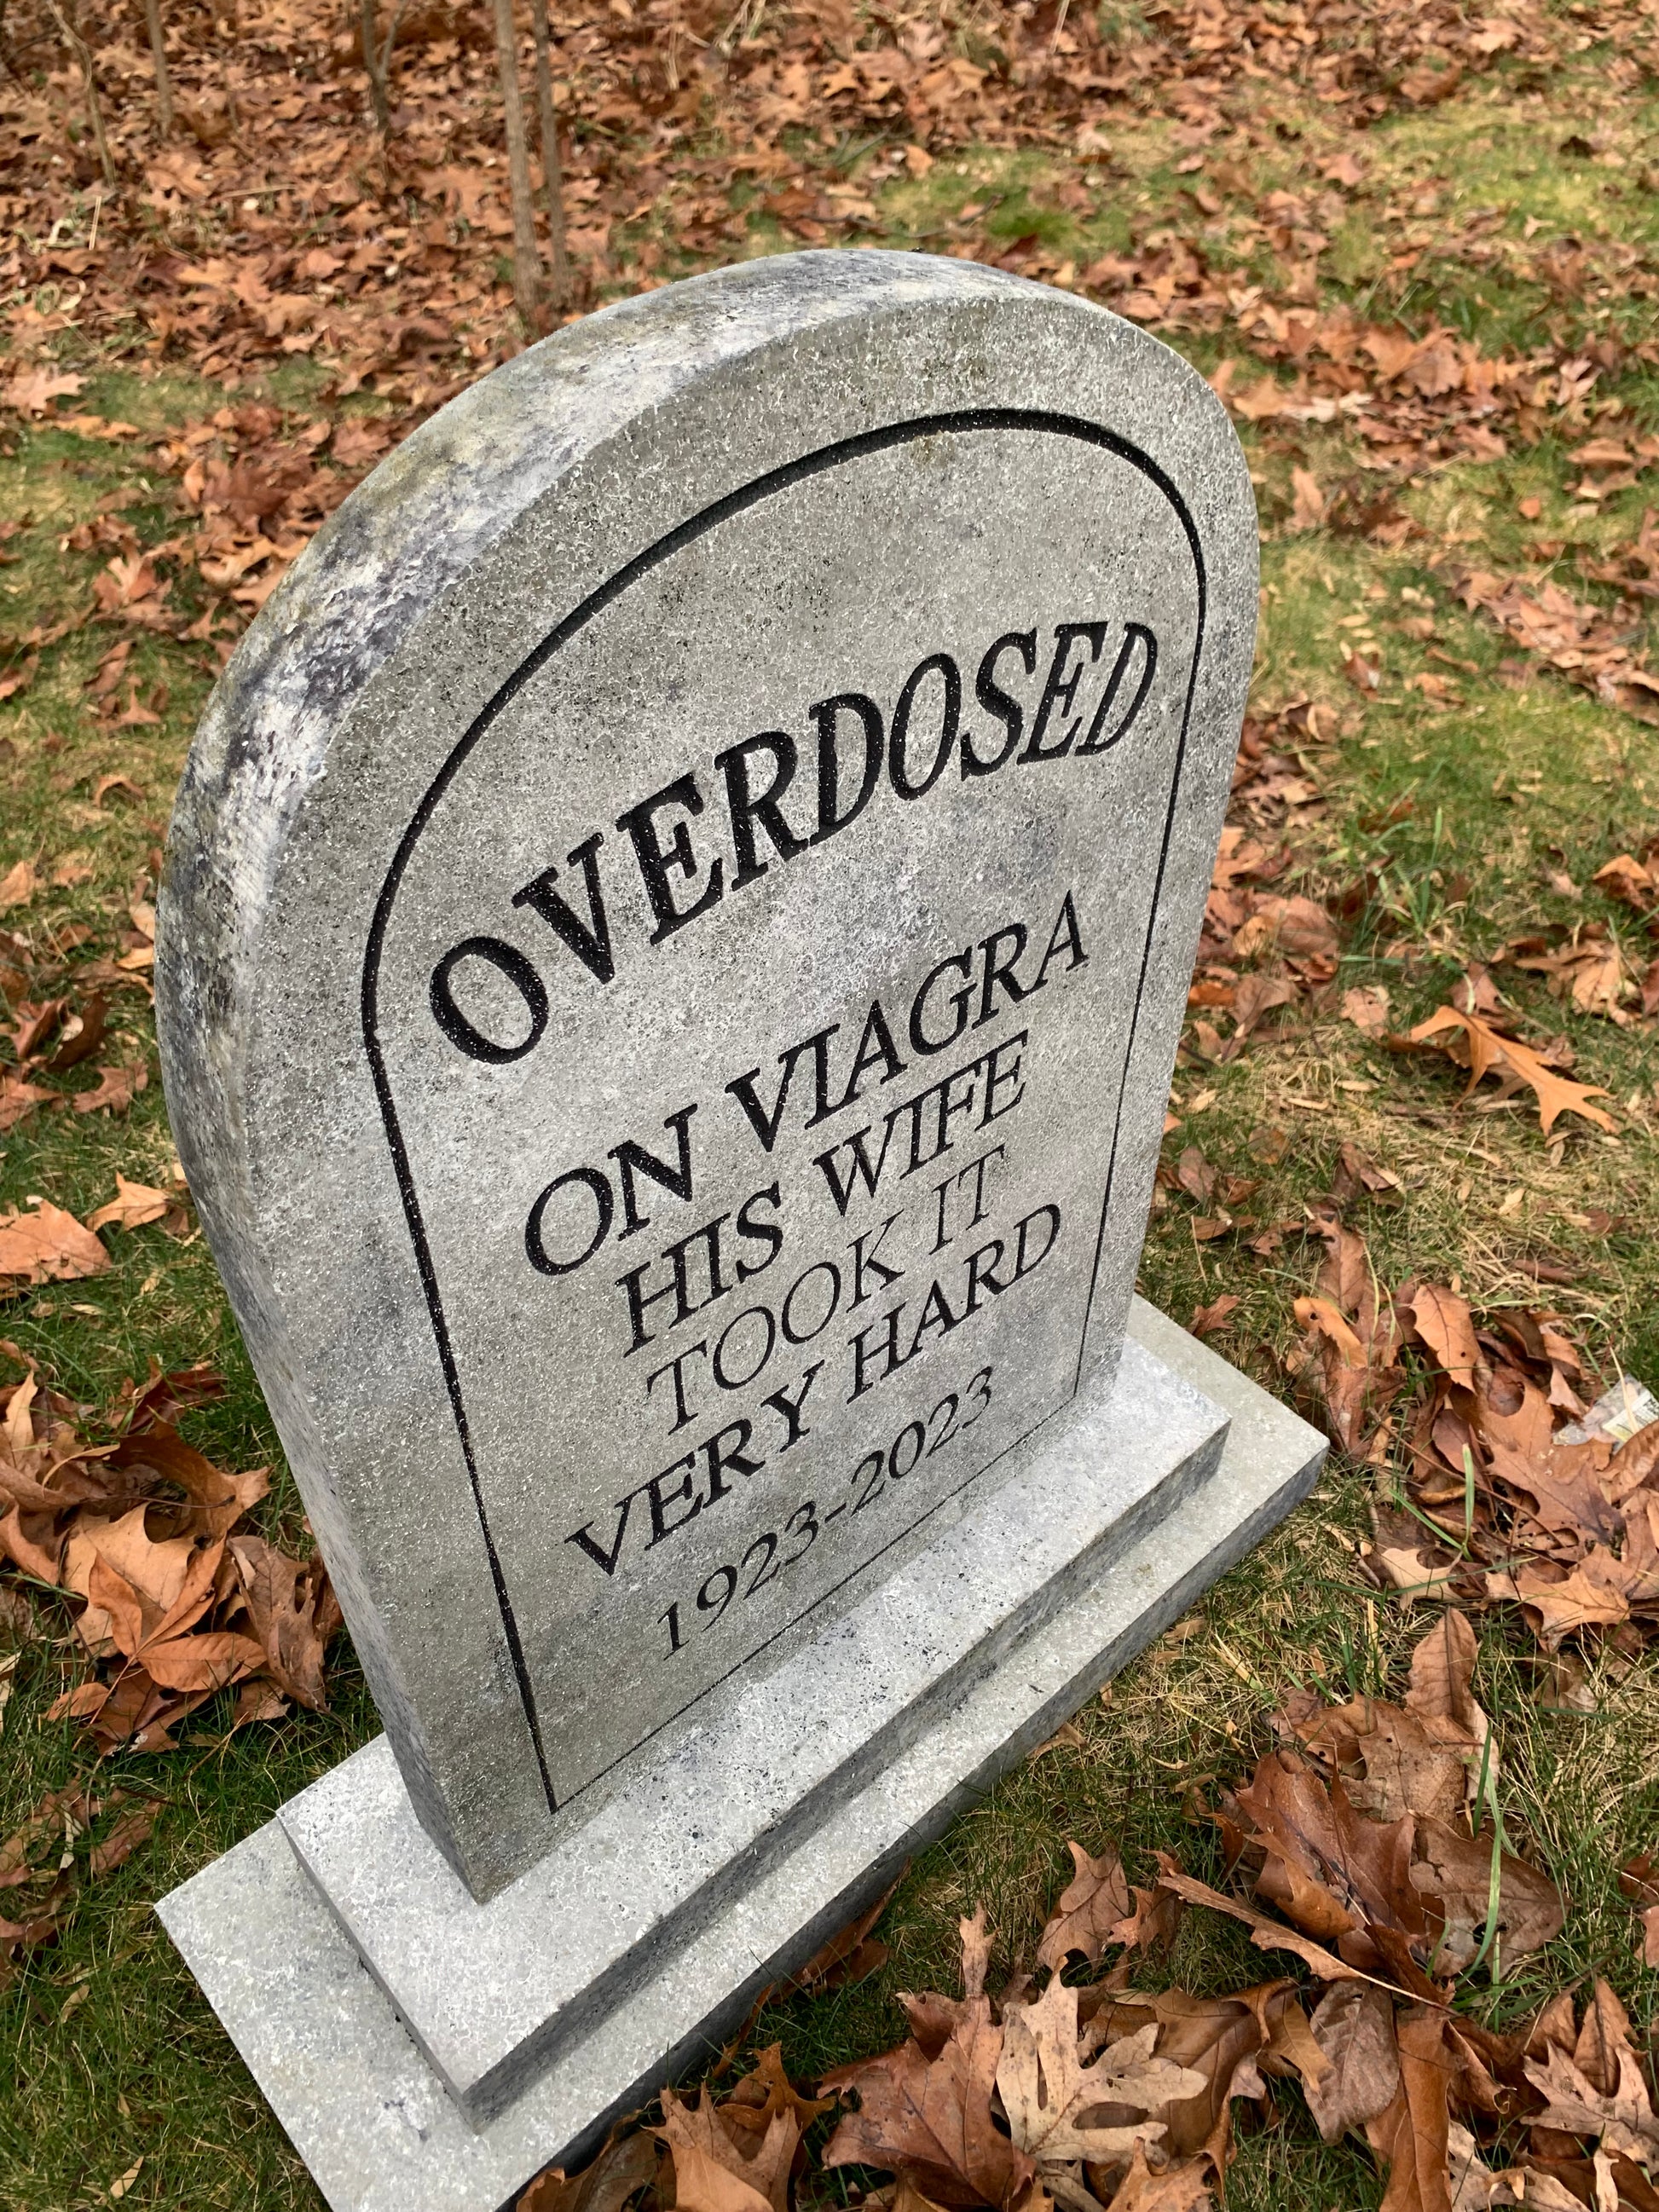 OVERDOSED
ON VIAGRA
HIS WIFE
TOOK IT
VERY HARD
1923-2023